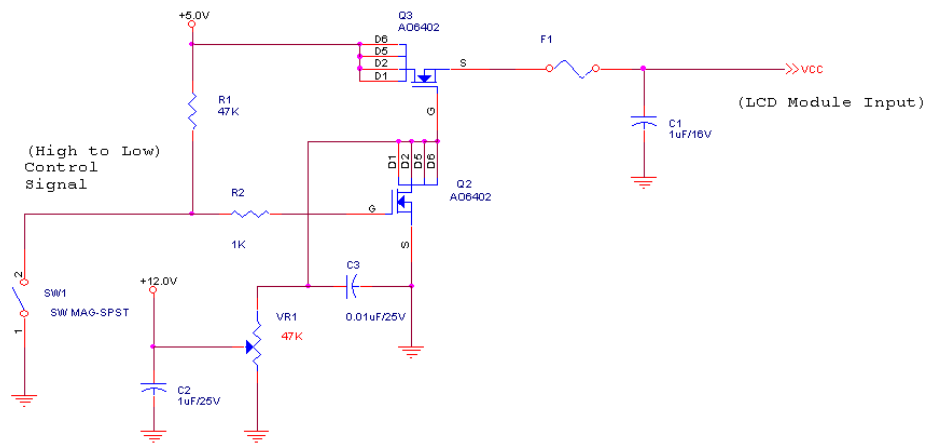 +5.0V
Q3
AO6402
D6
D5
D2
D1
S
G
F1
VCC
(LCD Module Input)
C1
1uF/16V
R1
47K
(High to Low)
Control
Signal
R2
1K
D1
D2
D5
D6
Q2
AO6402
G
S
2
SW1
SW MAG-SPST
1
+12.0V
C3
0.01uF/25V
VR1
47K
C2
1uF/25V